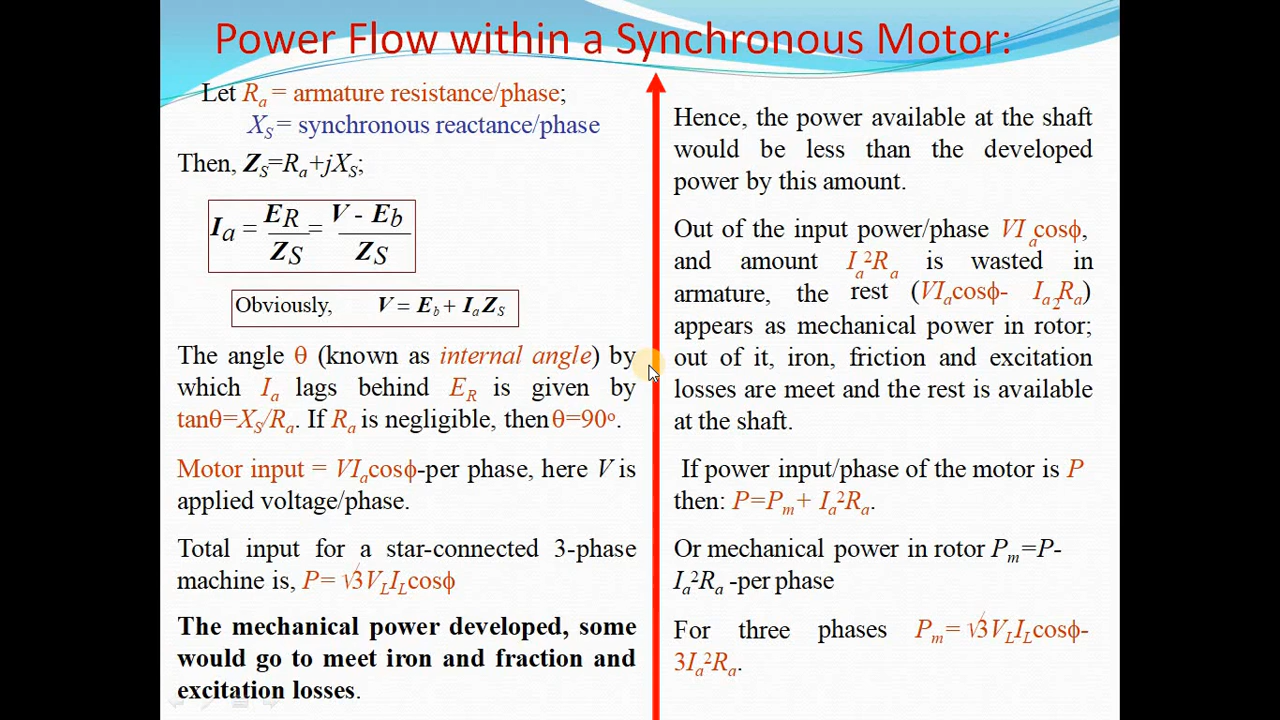 Power Flow within a Synchronous Motor:
Let Ra = armature resistance/phase;
XS = synchronous reactance/phase
Then, ZS=Ra+jXS;
Ia = ER/ZS = V - Eb/ZS
Obviously, V = Eb + IaZS
The angle θ (known as internal angle) by
which Ia lags behind ER is given by
tanθ=XS/Ra. If Ra is negligible, then θ=90o.
Motor input = VIacosϕ-per phase, here V is
applied voltage/phase.
Total input for a star-connected 3-phase
machine is, P= √3VLILcosϕ
The mechanical power developed, some
would go to meet iron and fraction and
excitation losses.
Hence, the power available at the shaft
would be less than the developed
power by this amount.
Out of the input power/phase VIacosϕ,
and amount Ia²Ra is wasted in
armature, the rest (VIacosϕ- Ia2Ra)
appears as mechanical power in rotor;
out of it, iron, friction and excitation
losses are meet and the rest is available
at the shaft.
If power input/phase of the motor is P
then: P=Pm+ Ia²Ra.
Or mechanical power in rotor Pm=P-
Ia²Ra -per phase
For three phases Pm= √3VLILcosϕ-
3Ia²Ra.